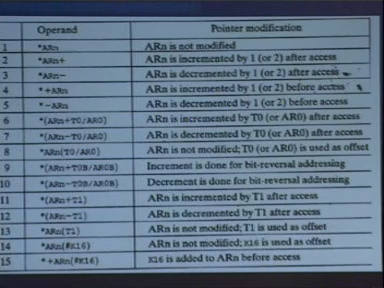 Operand Pointer modification
1 *ARn ARn is not modified
2 *ARn+ ARn is incremented by 1 (or 2) after access
3 *ARn- ARn is decremented by 1 (or 2) after access
4 *+ARn ARn is incremented by 1 (or 2) before access
5 *-ARn ARn is decremented by 1 (or 2) before access
6 *(ARn+T0/AR0) ARn is incremented by T0 (or AR0) after access
7 *(ARn-T0/AR0) ARn is decremented by T0 (or AR0) after access
8 *ARn(T0/AR0) ARn is not modified; T0 (or AR0) is used as offset
9 *(ARn+T0B/AR0B) Increment is done for bit-reversal addressing
10 *(ARn-T0B/AR0B) Decrement is done for bit-reversal addressing
11 *(ARn+T1) ARn is incremented by T1 after access
12 *(ARn-T1) ARn is decremented by T1 after access
13 *ARn(T1) ARn is not modified; T1 is used as offset
14 *ARn(#K16) ARn is not modified; K16 is used as offset
15 *+ARn(#K16) K16 is added to ARn before access